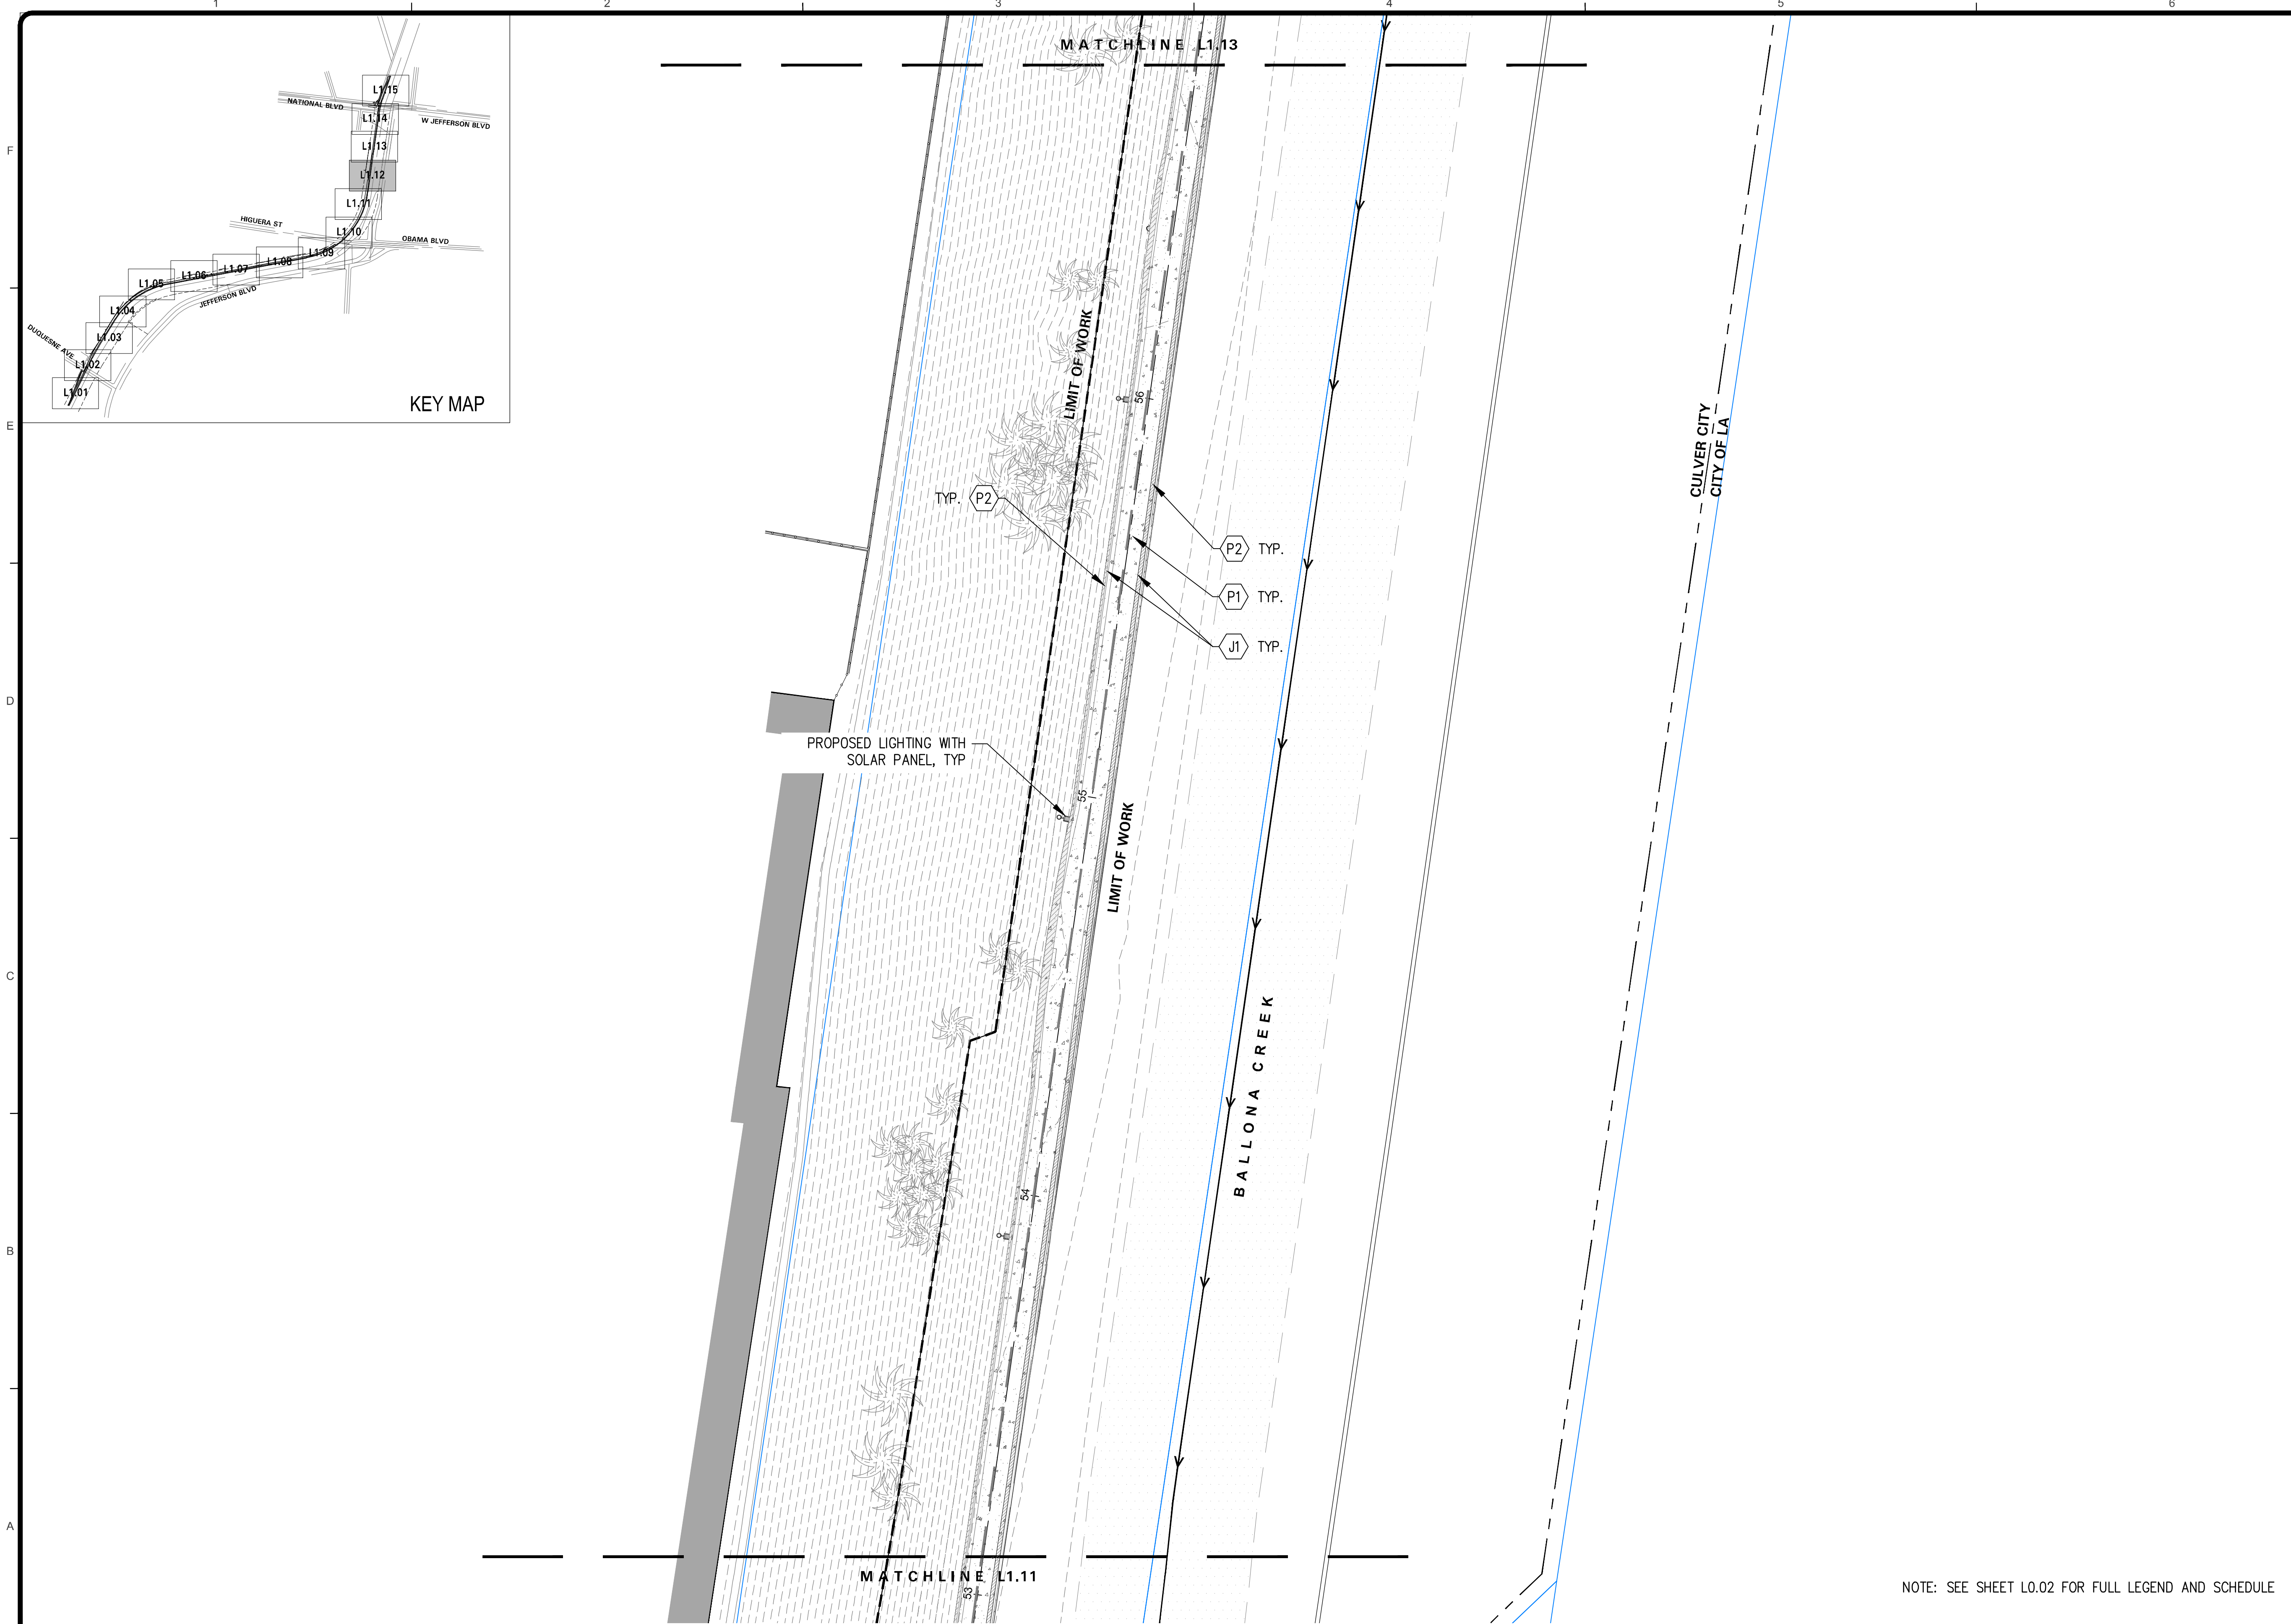 1
2
3
4
5
6
F
E
D
C
B
A
MATCHLINE L1.13
L1.15
NATIONAL BLVD
W JEFFERSON BLVD
L1.14
L1.13
L1.12
L1.11
HIGUERA ST
L1.10
OBAMA BLVD
L1.09
L1.08
L1.07
L1.06
L1.05
JEFFERSON BLVD
L1.04
DUQUESNE AVE
L1.03
L1.02
L1.01
KEY MAP
LIMIT OF WORK
56
CULVER CITY
CITY OF LA
TYP. P2
P2 TYP.
P1 TYP.
J1 TYP.
PROPOSED LIGHTING WITH
SOLAR PANEL, TYP
55
LIMIT OF WORK
BALLONA CREEK
54
MATCHLINE L1.11
53
NOTE: SEE SHEET L0.02 FOR FULL LEGEND AND SCHEDULE